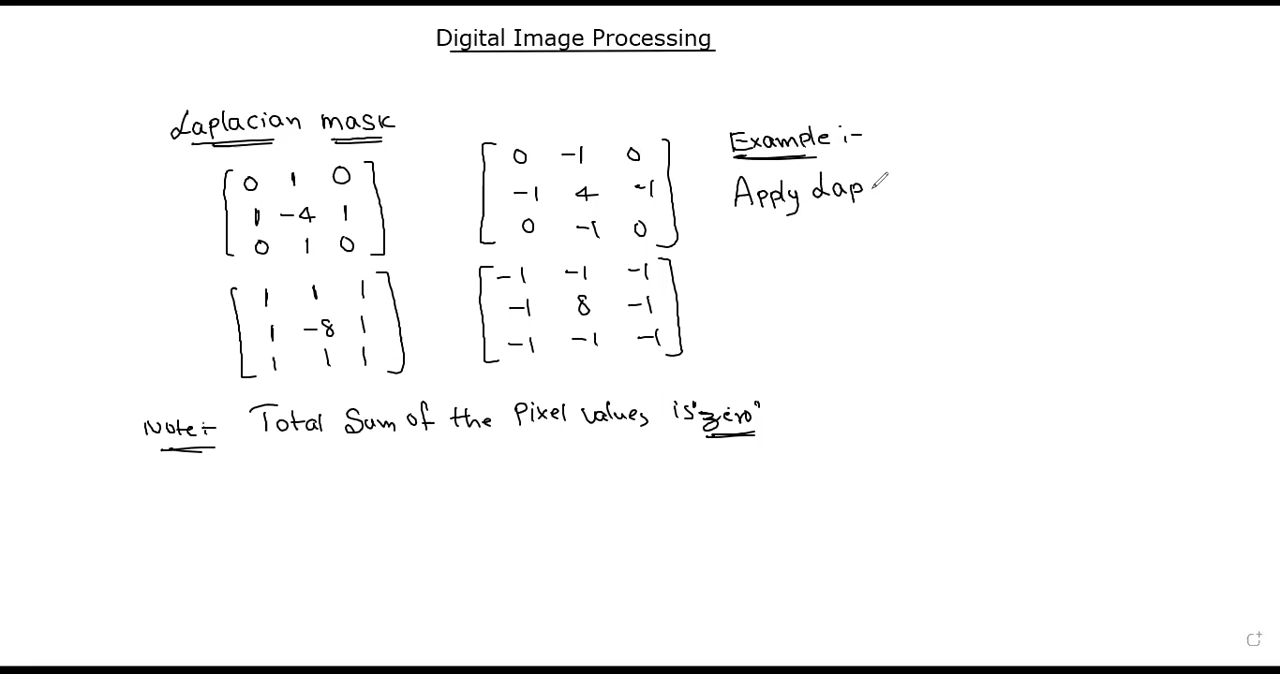 Digital Image Processing
Laplacian mask
0 1 0
1 -4 1
0 1 0
1 1 1
1 -8 1
1 1 1
0 -1 0
-1 4 -1
0 -1 0
-1 -1 -1
-1 8 -1
-1 -1 -1
Note:- Total Sum of the Pixel values is "zero"
Example :-
Apply Lap